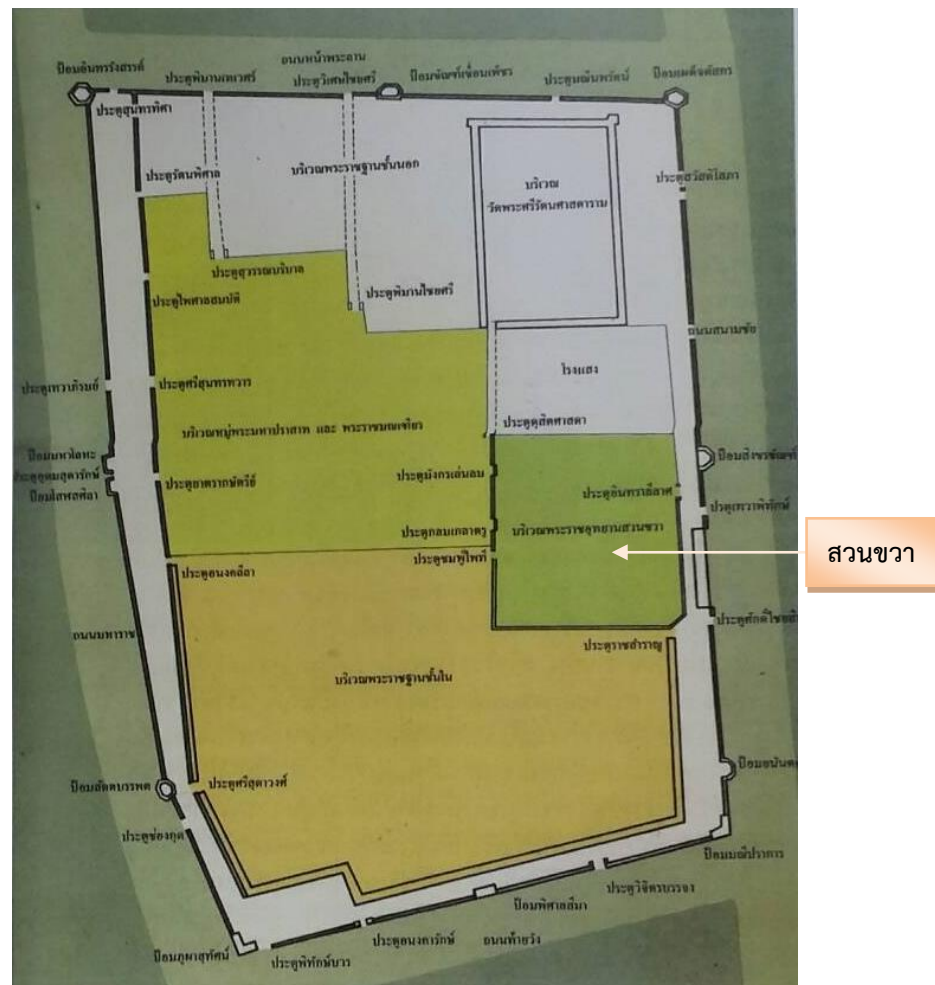 ถนนหน้าพระลาน
ป้อมอินทรรังสรรค์
ประตูพิมานเทเวศร์
ประตูวิเศษไชยศรี
ป้อมขันฑ์เขื่อนเพ็ชร
ประตูมณีนพรัตน์
ป้อมเผด็จดัสกร
ประตูสุนทรทิศา
ประตูรัตนพิศาล
บริเวณพระราชฐานชั้นนอก
บริเวณ
วัดพระศรีรัตนศาสดาราม
ประตูสวัสดิโสภา
ประตูสุวรรณบริบาล
ประตูพิมานไชยศรี
ประตูไพศาลสมบัติ
ถนนสนามชัย
โรงแสง
ประตูเทวาภิรมย์
ประตูศรีสุนทรทวาร
ประตูดุสิตศาสดา
บริเวณหมู่พระมหาปราสาท และ พระราชมณเฑียร
ป้อมมหาโลหะ
ประตูอุดมสุดารักษ์
ป้อมโสฬสศิลา
ประตูยาตรากษัตรีย์
ประตูมังกรเล่นลม
ป้อมสิงขรขัณฑ์
ประตูอินทราลีลาศ
ประตูเทวาพิทักษ์
ประตูกลมเกลาตรู
บริเวณพระราชอุทยานสวนขวา
สวนขวา
ประตูชมพูไพที
ประตูอนงคลีลา
ประตูศักดิ์ไชยสิ
ถนนมหาราช
ประตูราชสำราญ
บริเวณพระราชฐานชั้นใน
ป้อมสัตตบรรพต
ประตูศรีสุดาวงศ์
ป้อมอนันต
ประตูช่องกุด
ป้อมมณีปราการ
ประตูวิจิตรบรรจง
ป้อมพิศาลสีมา
ประตูอนงคารักษ์
ถนนท้ายวัง
ป้อมภูผาสุทัศน์
ประตูพิทักษ์บวร